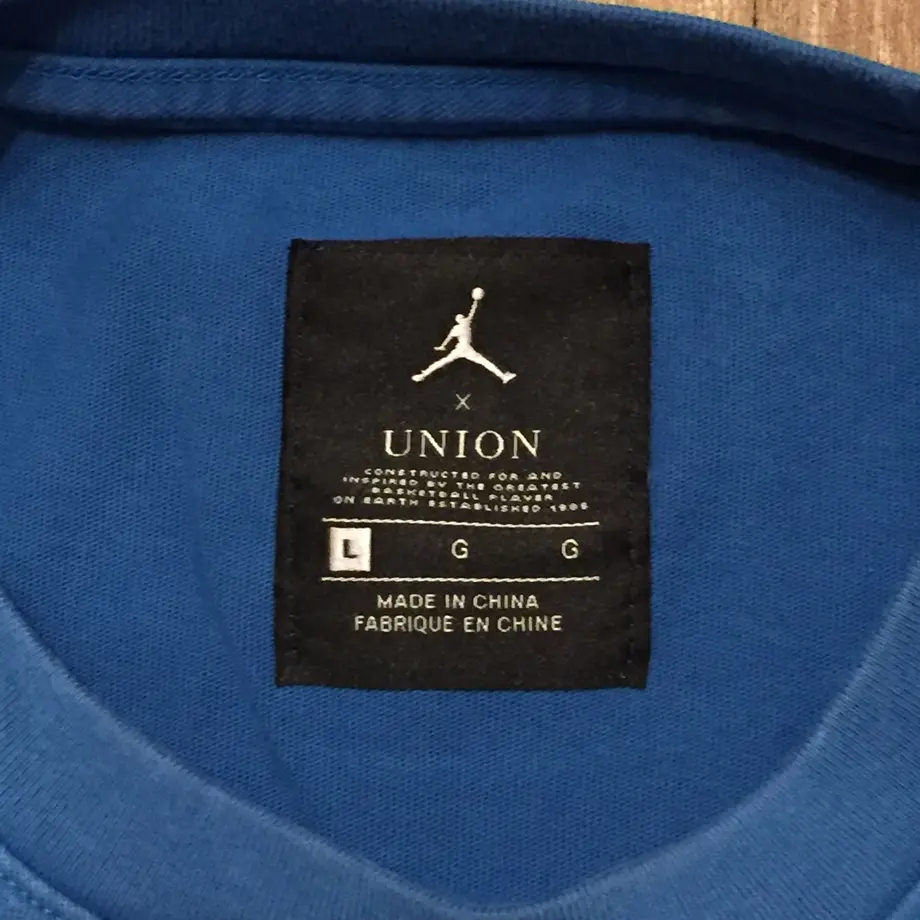 X
UNION
CONSTRUCTED FOR AND
INSPIRED BY THE GREATEST
BASKETBALL PLAYER
ON EARTH ESTABLISHED 1985
L G G
MADE IN CHINA
FABRIQUE EN CHINE